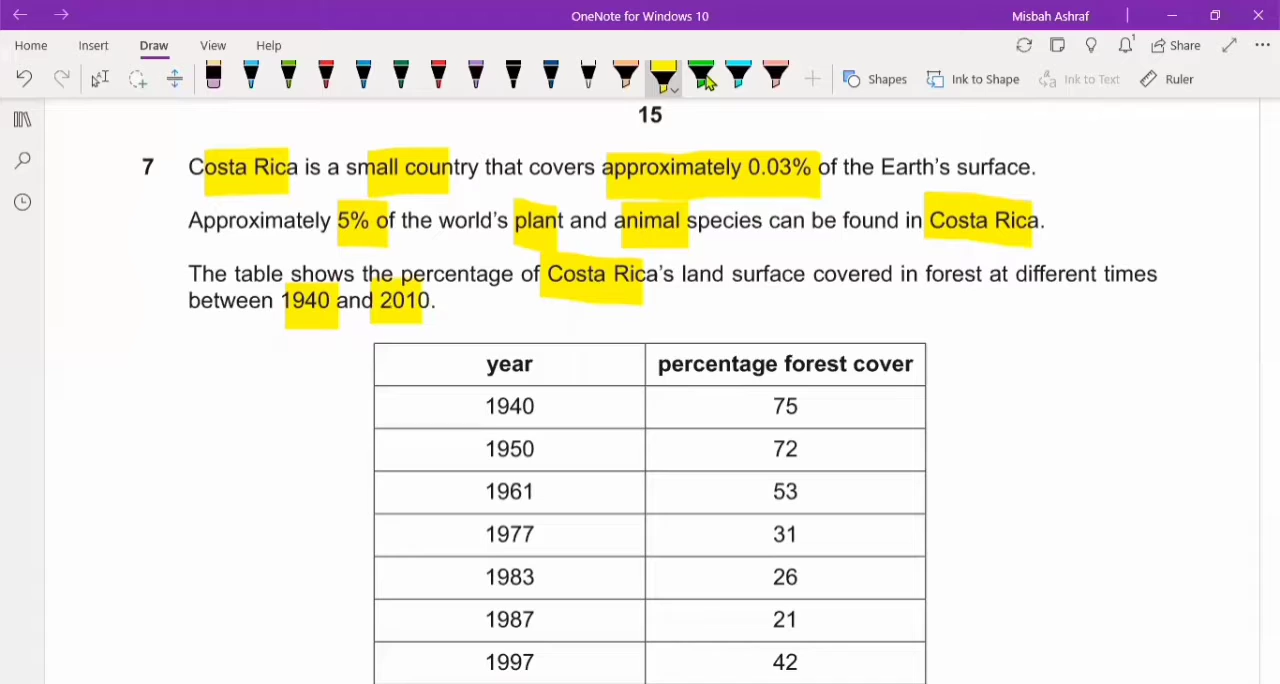 OneNote for Windows 10
Misbah Ashraf
Home Insert Draw View Help
Share
Shapes Ink to Shape Ink to Text Ruler
15
7 Costa Rica is a small country that covers approximately 0.03% of the Earth's surface.
Approximately 5% of the world's plant and animal species can be found in Costa Rica.
The table shows the percentage of Costa Rica's land surface covered in forest at different times
between 1940 and 2010.
year percentage forest cover
1940 75
1950 72
1961 53
1977 31
1983 26
1987 21
1997 42